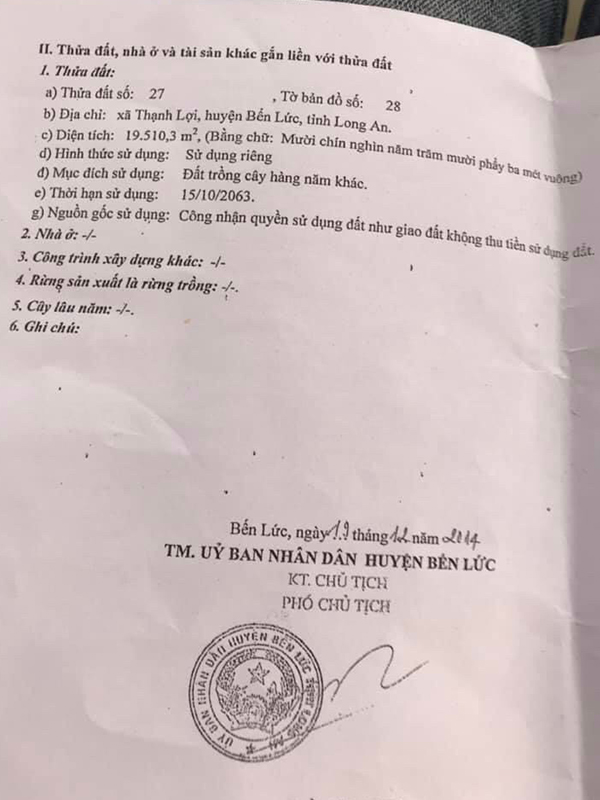 II. Thửa đất, nhà ở và tài sản khác gắn liền với thửa đất
1. Thửa đất:
a) Thửa đất số: 27 , Tờ bản đồ số: 28
b) Địa chỉ: xã Thạnh Lợi, huyện Bến Lức, tỉnh Long An.
c) Diện tích: 19.510,3 m², (Bằng chữ: Mười chín nghìn năm trăm mười phẩy ba mét vuông)
d) Hình thức sử dụng: Sử dụng riêng
đ) Mục đích sử dụng: Đất trồng cây hàng năm khác.
e) Thời hạn sử dụng: 15/10/2063.
g) Nguồn gốc sử dụng: Công nhận quyền sử dụng đất như giao đất không thu tiền sử dụng đất.
2. Nhà ở: -/-
3. Công trình xây dựng khác: -/-
4. Rừng sản xuất là rừng trồng: -/-.
5. Cây lâu năm: -/-.
6. Ghi chú:
Bến Lức, ngày 19 tháng 12 năm 2014
TM. UỶ BAN NHÂN DÂN HUYỆN BẾN LỨC
KT. CHỦ TỊCH
PHÓ CHỦ TỊCH
UỶ BAN NHÂN DÂN HUYỆN BẾN LỨC